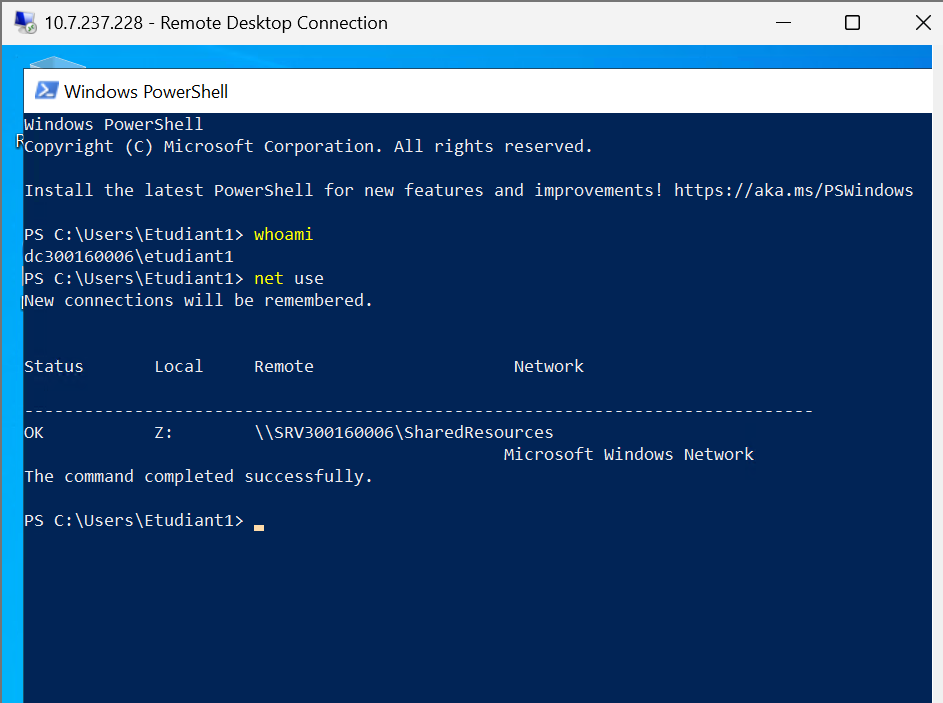 10.7.237.228 - Remote Desktop Connection
Windows PowerShell
Windows PowerShell
Copyright (C) Microsoft Corporation. All rights reserved.
Install the latest PowerShell for new features and improvements! https://aka.ms/PSWindows
PS C:\Users\Etudiant1> whoami
dc300160006\etudiant1
PS C:\Users\Etudiant1> net use
New connections will be remembered.
Status Local Remote Network
-------------------------------------------------------------------------------
OK Z: \\SRV300160006\SharedResources
Microsoft Windows Network
The command completed successfully.
PS C:\Users\Etudiant1>